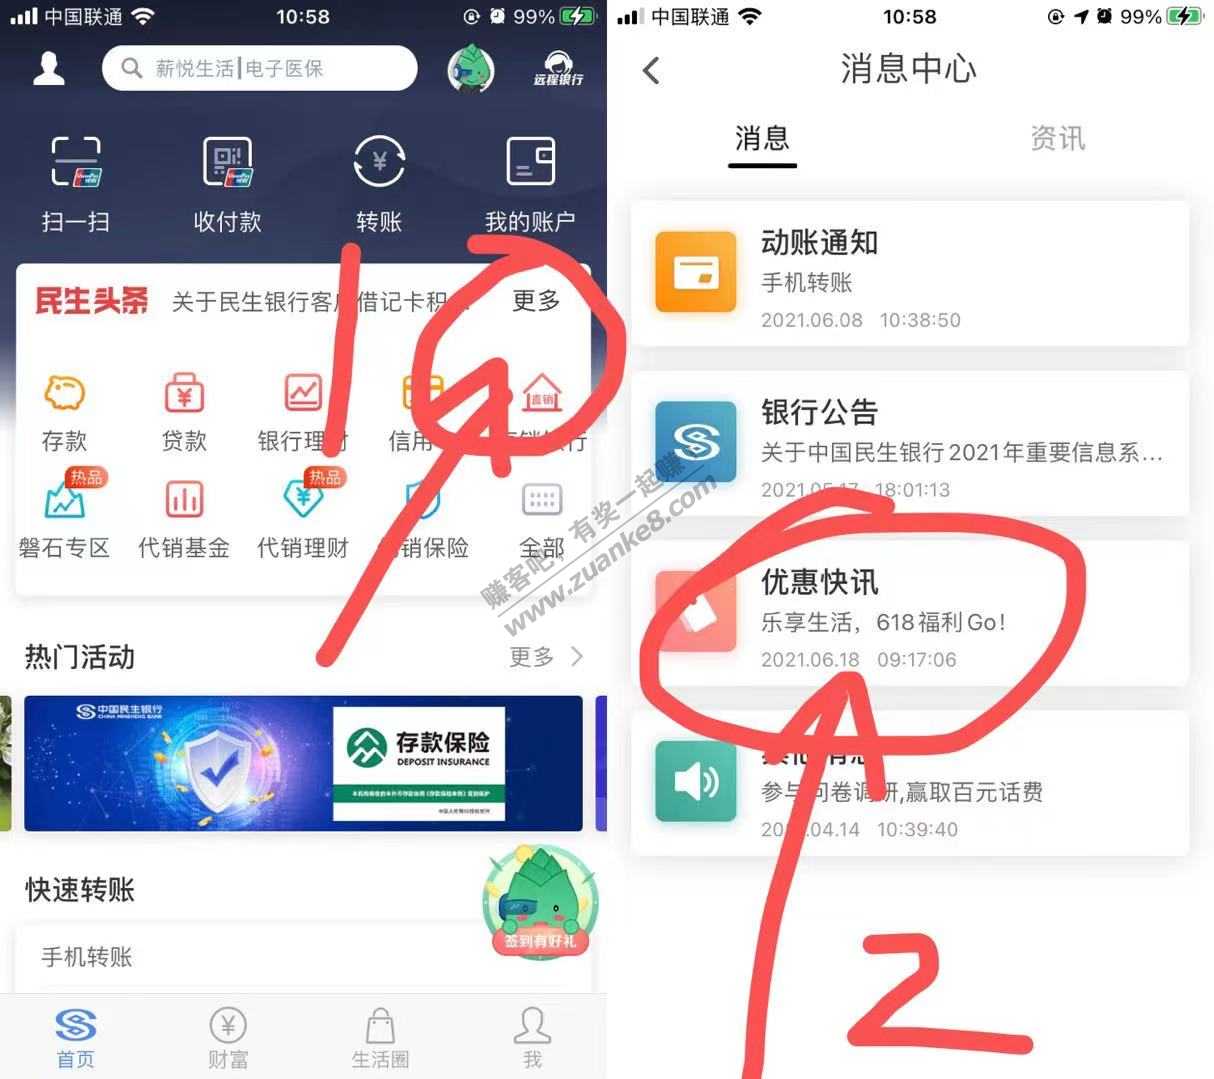 中国联通
10:58
99%
薪悦生活|电子医保
远程银行
扫一扫
收付款
转账
我的账户
民生头条
关于民生银行客户借记卡积...
更多
存款
贷款
银行理财
信用
直销
直销银行
热品
热品
磐石专区
代销基金
代销理财
代销保险
全部
热门活动
更多
中国民生银行
CHINA MINSHENG BANK
存款保险
DEPOSIT INSURANCE
快速转账
签到有好礼
手机转账
首页
财富
生活圈
我
1
中国联通
10:58
99%
消息中心
消息
资讯
动账通知
手机转账
2021.06.08 10:38:50
银行公告
关于中国民生银行2021年重要信息系...
2021.05.17 18:01:13
优惠快讯
乐享生活，618福利Go！
2021.06.18 09:17:06
其他消息
参与问卷调研,赢取百元话费
2021.04.14 10:39:40
2
赚客吧，有奖一起赚！
www.zuanke8.com